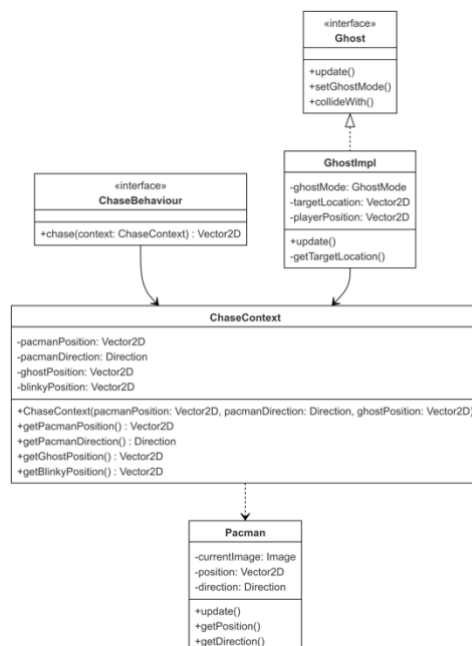 «interface»
Ghost
+update()
+setGhostMode()
+collideWith()
GhostImpl
-ghostMode: GhostMode
-targetLocation: Vector2D
-playerPosition: Vector2D
+update()
-getTargetLocation()
«interface»
ChaseBehaviour
+chase(context: ChaseContext) : Vector2D
ChaseContext
-pacmanPosition: Vector2D
-pacmanDirection: Direction
-ghostPosition: Vector2D
-blinkyPosition: Vector2D
+ChaseContext(pacmanPosition: Vector2D, pacmanDirection: Direction, ghostPosition: Vector2D)
+getPacmanPosition() : Vector2D
+getPacmanDirection() : Direction
+getGhostPosition() : Vector2D
+getBlinkyPosition() : Vector2D
Pacman
-currentImage: Image
-position: Vector2D
-direction: Direction
+update()
+getPosition()
+getDirection()